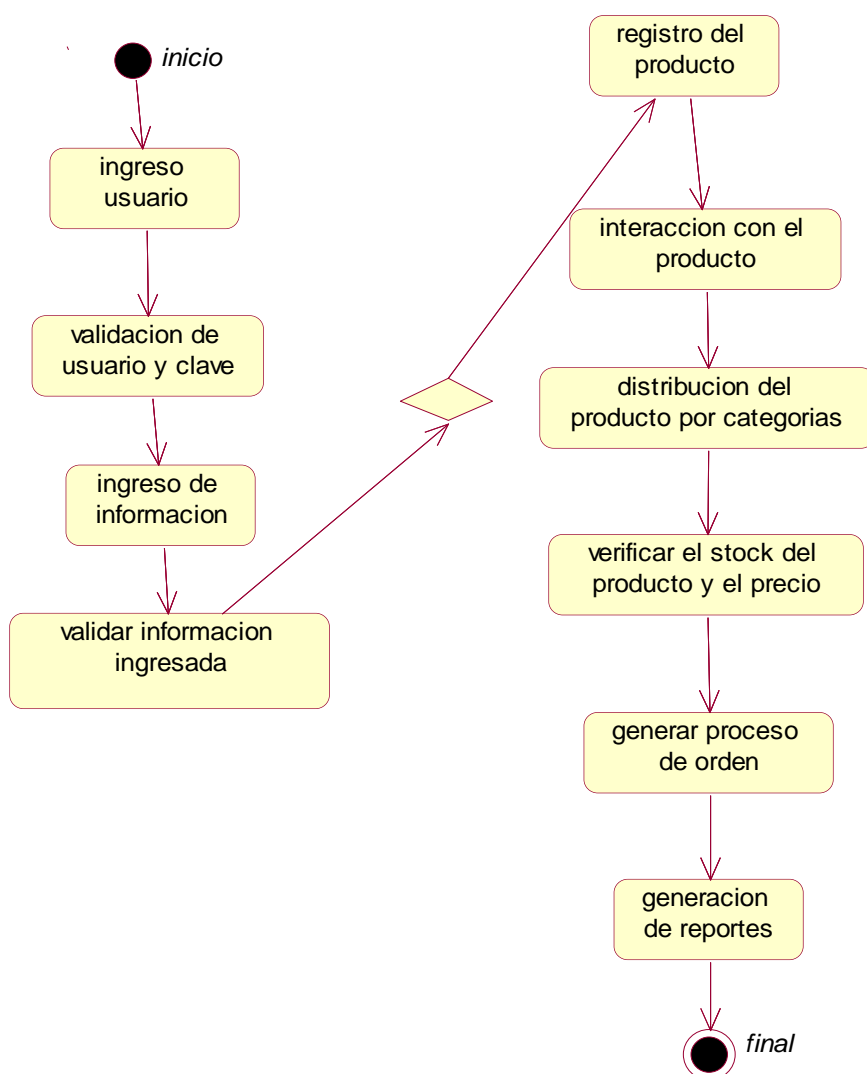 inicio
ingreso
usuario
validacion de
usuario y clave
ingreso de
informacion
validar informacion
ingresada
registro del
producto
interaccion con el
producto
distribucion del
producto por categorias
verificar el stock del
producto y el precio
generar proceso
de orden
generacion
de reportes
final